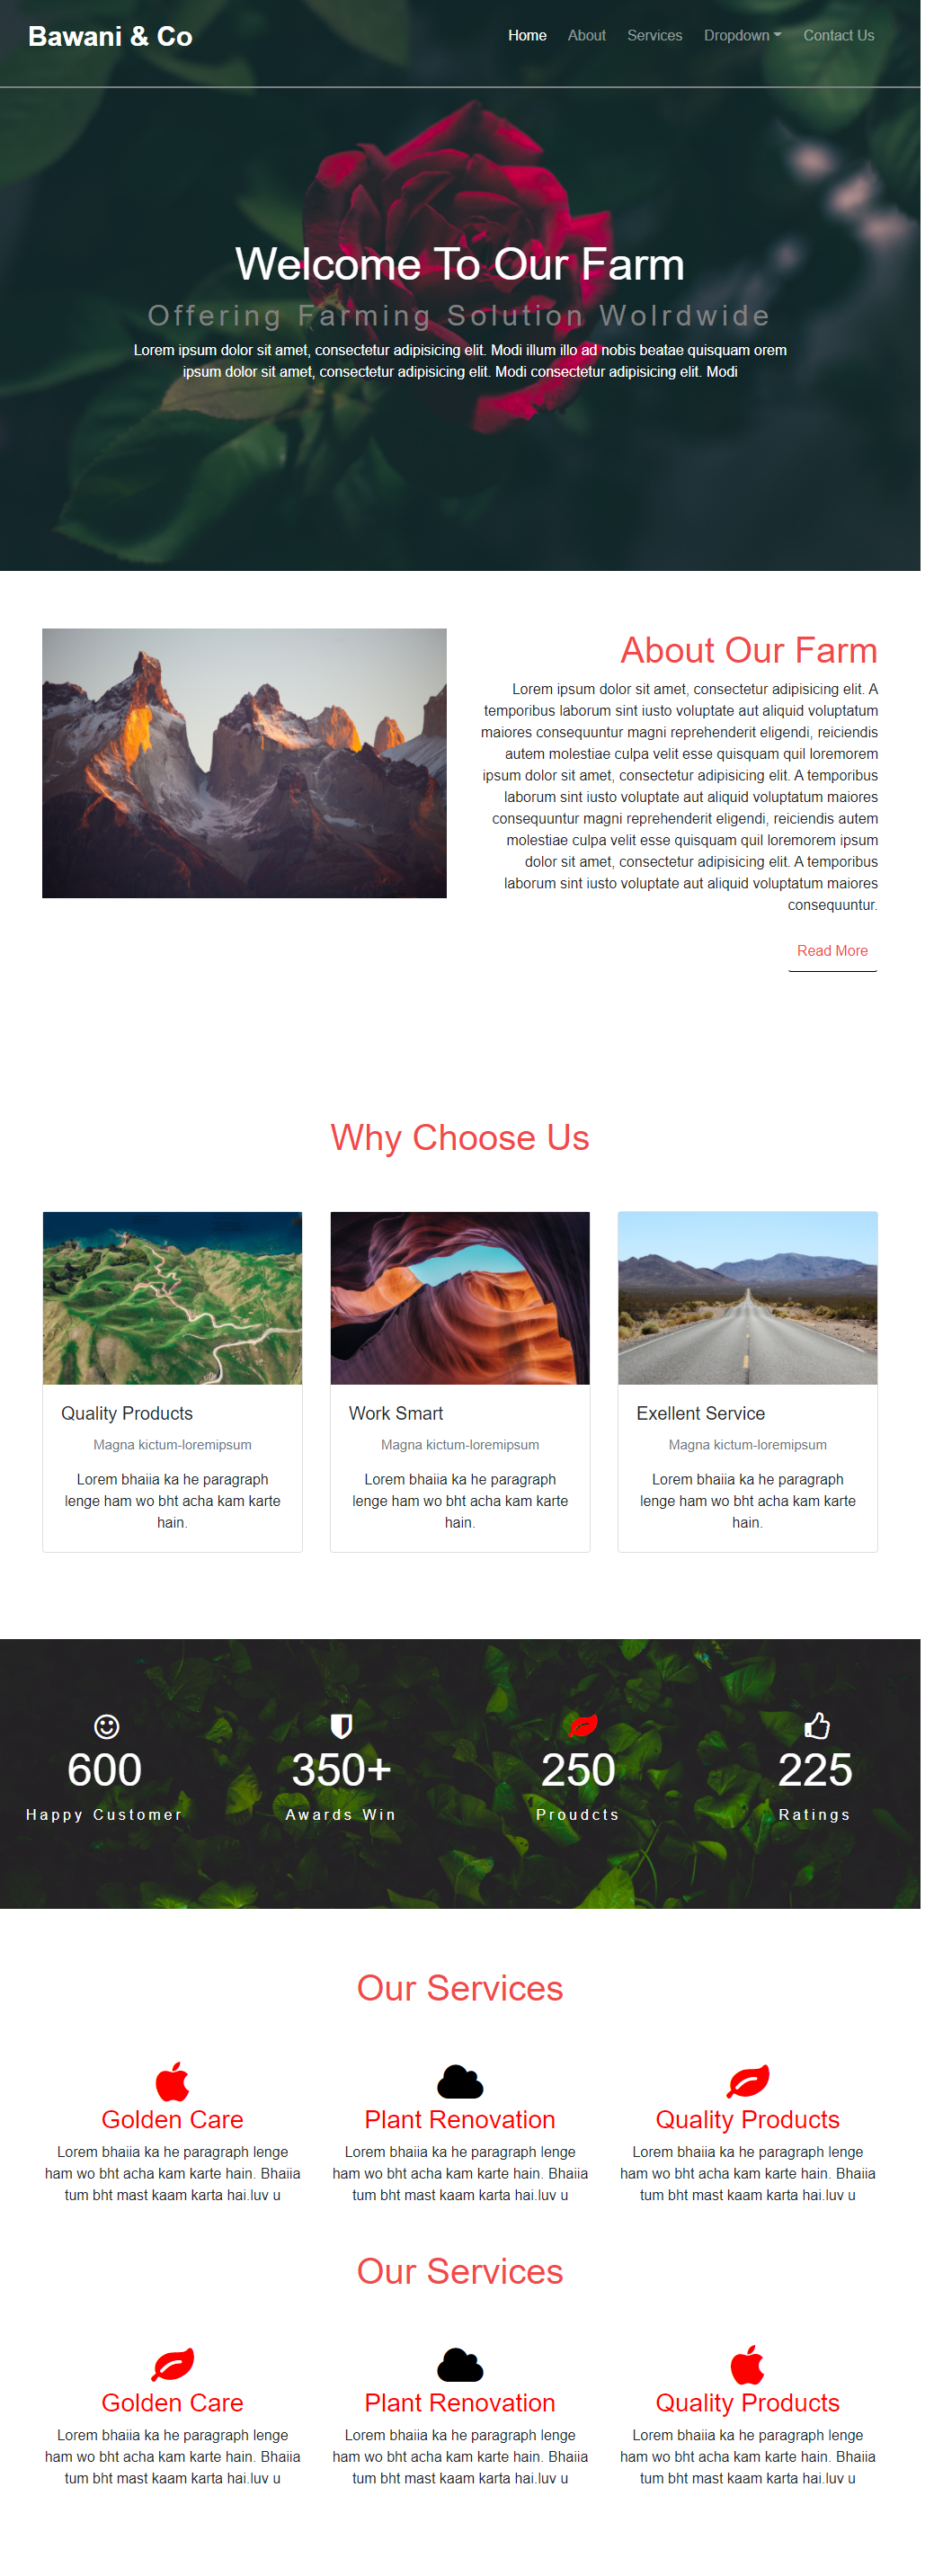 Bawani & Co
Home About Services Dropdown Contact Us
Welcome To Our Farm
Offering Farming Solution Wolrdwide
Lorem ipsum dolor sit amet, consectetur adipisicing elit. Modi illum illo ad nobis beatae quisquam orem
ipsum dolor sit amet, consectetur adipisicing elit. Modi consectetur adipisicing elit. Modi
About Our Farm
Lorem ipsum dolor sit amet, consectetur adipisicing elit. A
temporibus laborum sint iusto voluptate aut aliquid voluptatum
maiores consequuntur magni reprehenderit eligendi, reiciendis
autem molestiae culpa velit esse quisquam quil loremorem
ipsum dolor sit amet, consectetur adipisicing elit. A temporibus
laborum sint iusto voluptate aut aliquid voluptatum maiores
consequuntur magni reprehenderit eligendi, reiciendis autem
molestiae culpa velit esse quisquam quil loremorem ipsum
dolor sit amet, consectetur adipisicing elit. A temporibus
laborum sint iusto voluptate aut aliquid voluptatum maiores
consequuntur.
Read More
Why Choose Us
Quality Products
Magna kictum-loremipsum
Lorem bhaiia ka he paragraph
lenge ham wo bht acha kam karte
hain.
Work Smart
Magna kictum-loremipsum
Lorem bhaiia ka he paragraph
lenge ham wo bht acha kam karte
hain.
Exellent Service
Magna kictum-loremipsum
Lorem bhaiia ka he paragraph
lenge ham wo bht acha kam karte
hain.
600
Happy Customer
350+
Awards Win
250
Proudcts
225
Ratings
Our Services
Golden Care
Lorem bhaiia ka he paragraph lenge
ham wo bht acha kam karte hain. Bhaiia
tum bht mast kaam karta hai.luv u
Plant Renovation
Lorem bhaiia ka he paragraph lenge
ham wo bht acha kam karte hain. Bhaiia
tum bht mast kaam karta hai.luv u
Quality Products
Lorem bhaiia ka he paragraph lenge
ham wo bht acha kam karte hain. Bhaiia
tum bht mast kaam karta hai.luv u
Our Services
Golden Care
Lorem bhaiia ka he paragraph lenge
ham wo bht acha kam karte hain. Bhaiia
tum bht mast kaam karta hai.luv u
Plant Renovation
Lorem bhaiia ka he paragraph lenge
ham wo bht acha kam karte hain. Bhaiia
tum bht mast kaam karta hai.luv u
Quality Products
Lorem bhaiia ka he paragraph lenge
ham wo bht acha kam karte hain. Bhaiia
tum bht mast kaam karta hai.luv u